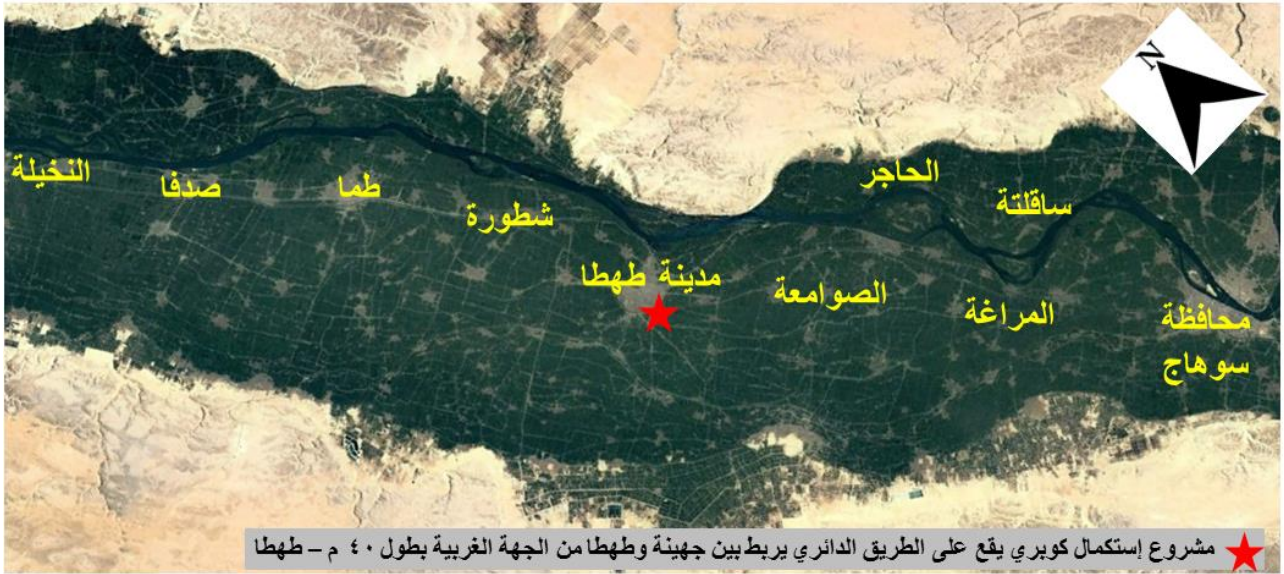 N
الحاجر
النخيلة
صدفا
طما
ساقلتة
شطورة
مدينة طهطا
الصوامعة
المراغة
محافظة
سوهاج
مشروع إستكمال كوبري يقع على الطريق الدائري يربط بين جهينة وطهطا من الجهة الغربية بطول ٤٠ م – طهطا